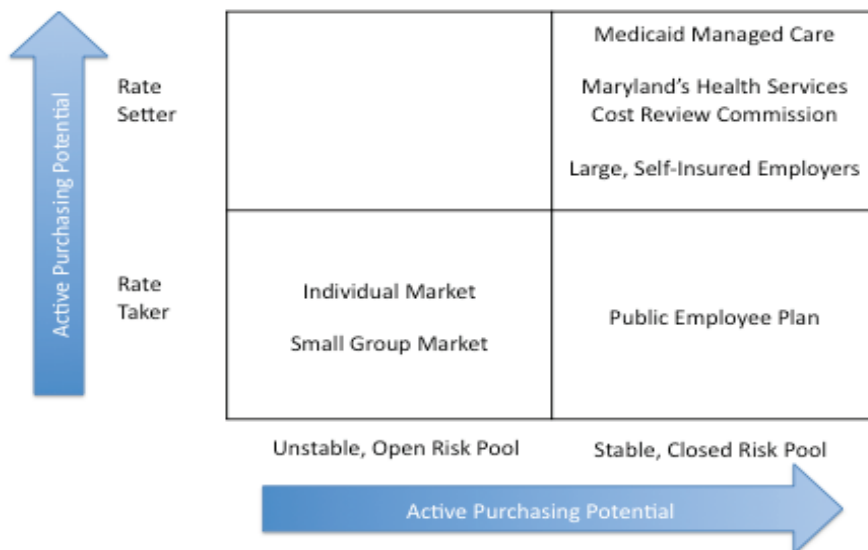 Active Purchasing Potential
Rate
Setter
Medicaid Managed Care
Maryland's Health Services
Cost Review Commission
Large, Self-Insured Employers
Rate
Taker
Individual Market
Small Group Market
Public Employee Plan
Unstable, Open Risk Pool
Stable, Closed Risk Pool
Active Purchasing Potential